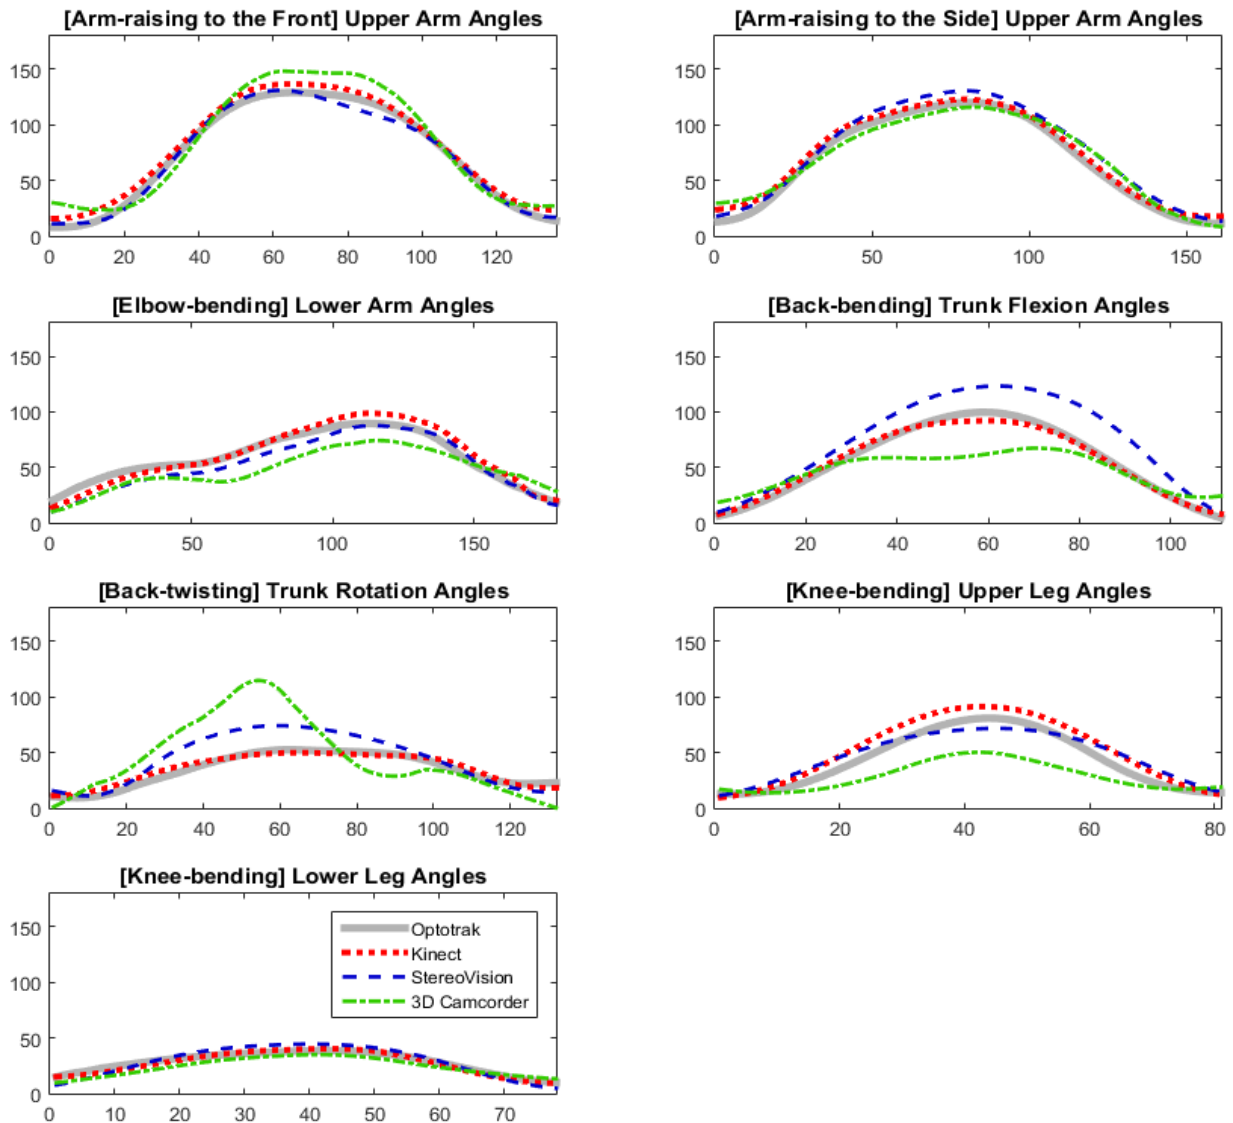 [Arm-raising to the Front] Upper Arm Angles
150
100
50
0
0 20 40 60 80 100 120
[Arm-raising to the Side] Upper Arm Angles
150
100
50
0
0 50 100 150
[Elbow-bending] Lower Arm Angles
150
100
50
0
0 50 100 150
[Back-bending] Trunk Flexion Angles
150
100
50
0
0 20 40 60 80 100
[Back-twisting] Trunk Rotation Angles
150
100
50
0
0 20 40 60 80 100 120
[Knee-bending] Upper Leg Angles
150
100
50
0
0 20 40 60 80
[Knee-bending] Lower Leg Angles
150
100
50
0
0 10 20 30 40 50 60 70
Optotrak
Kinect
StereoVision
3D Camcorder